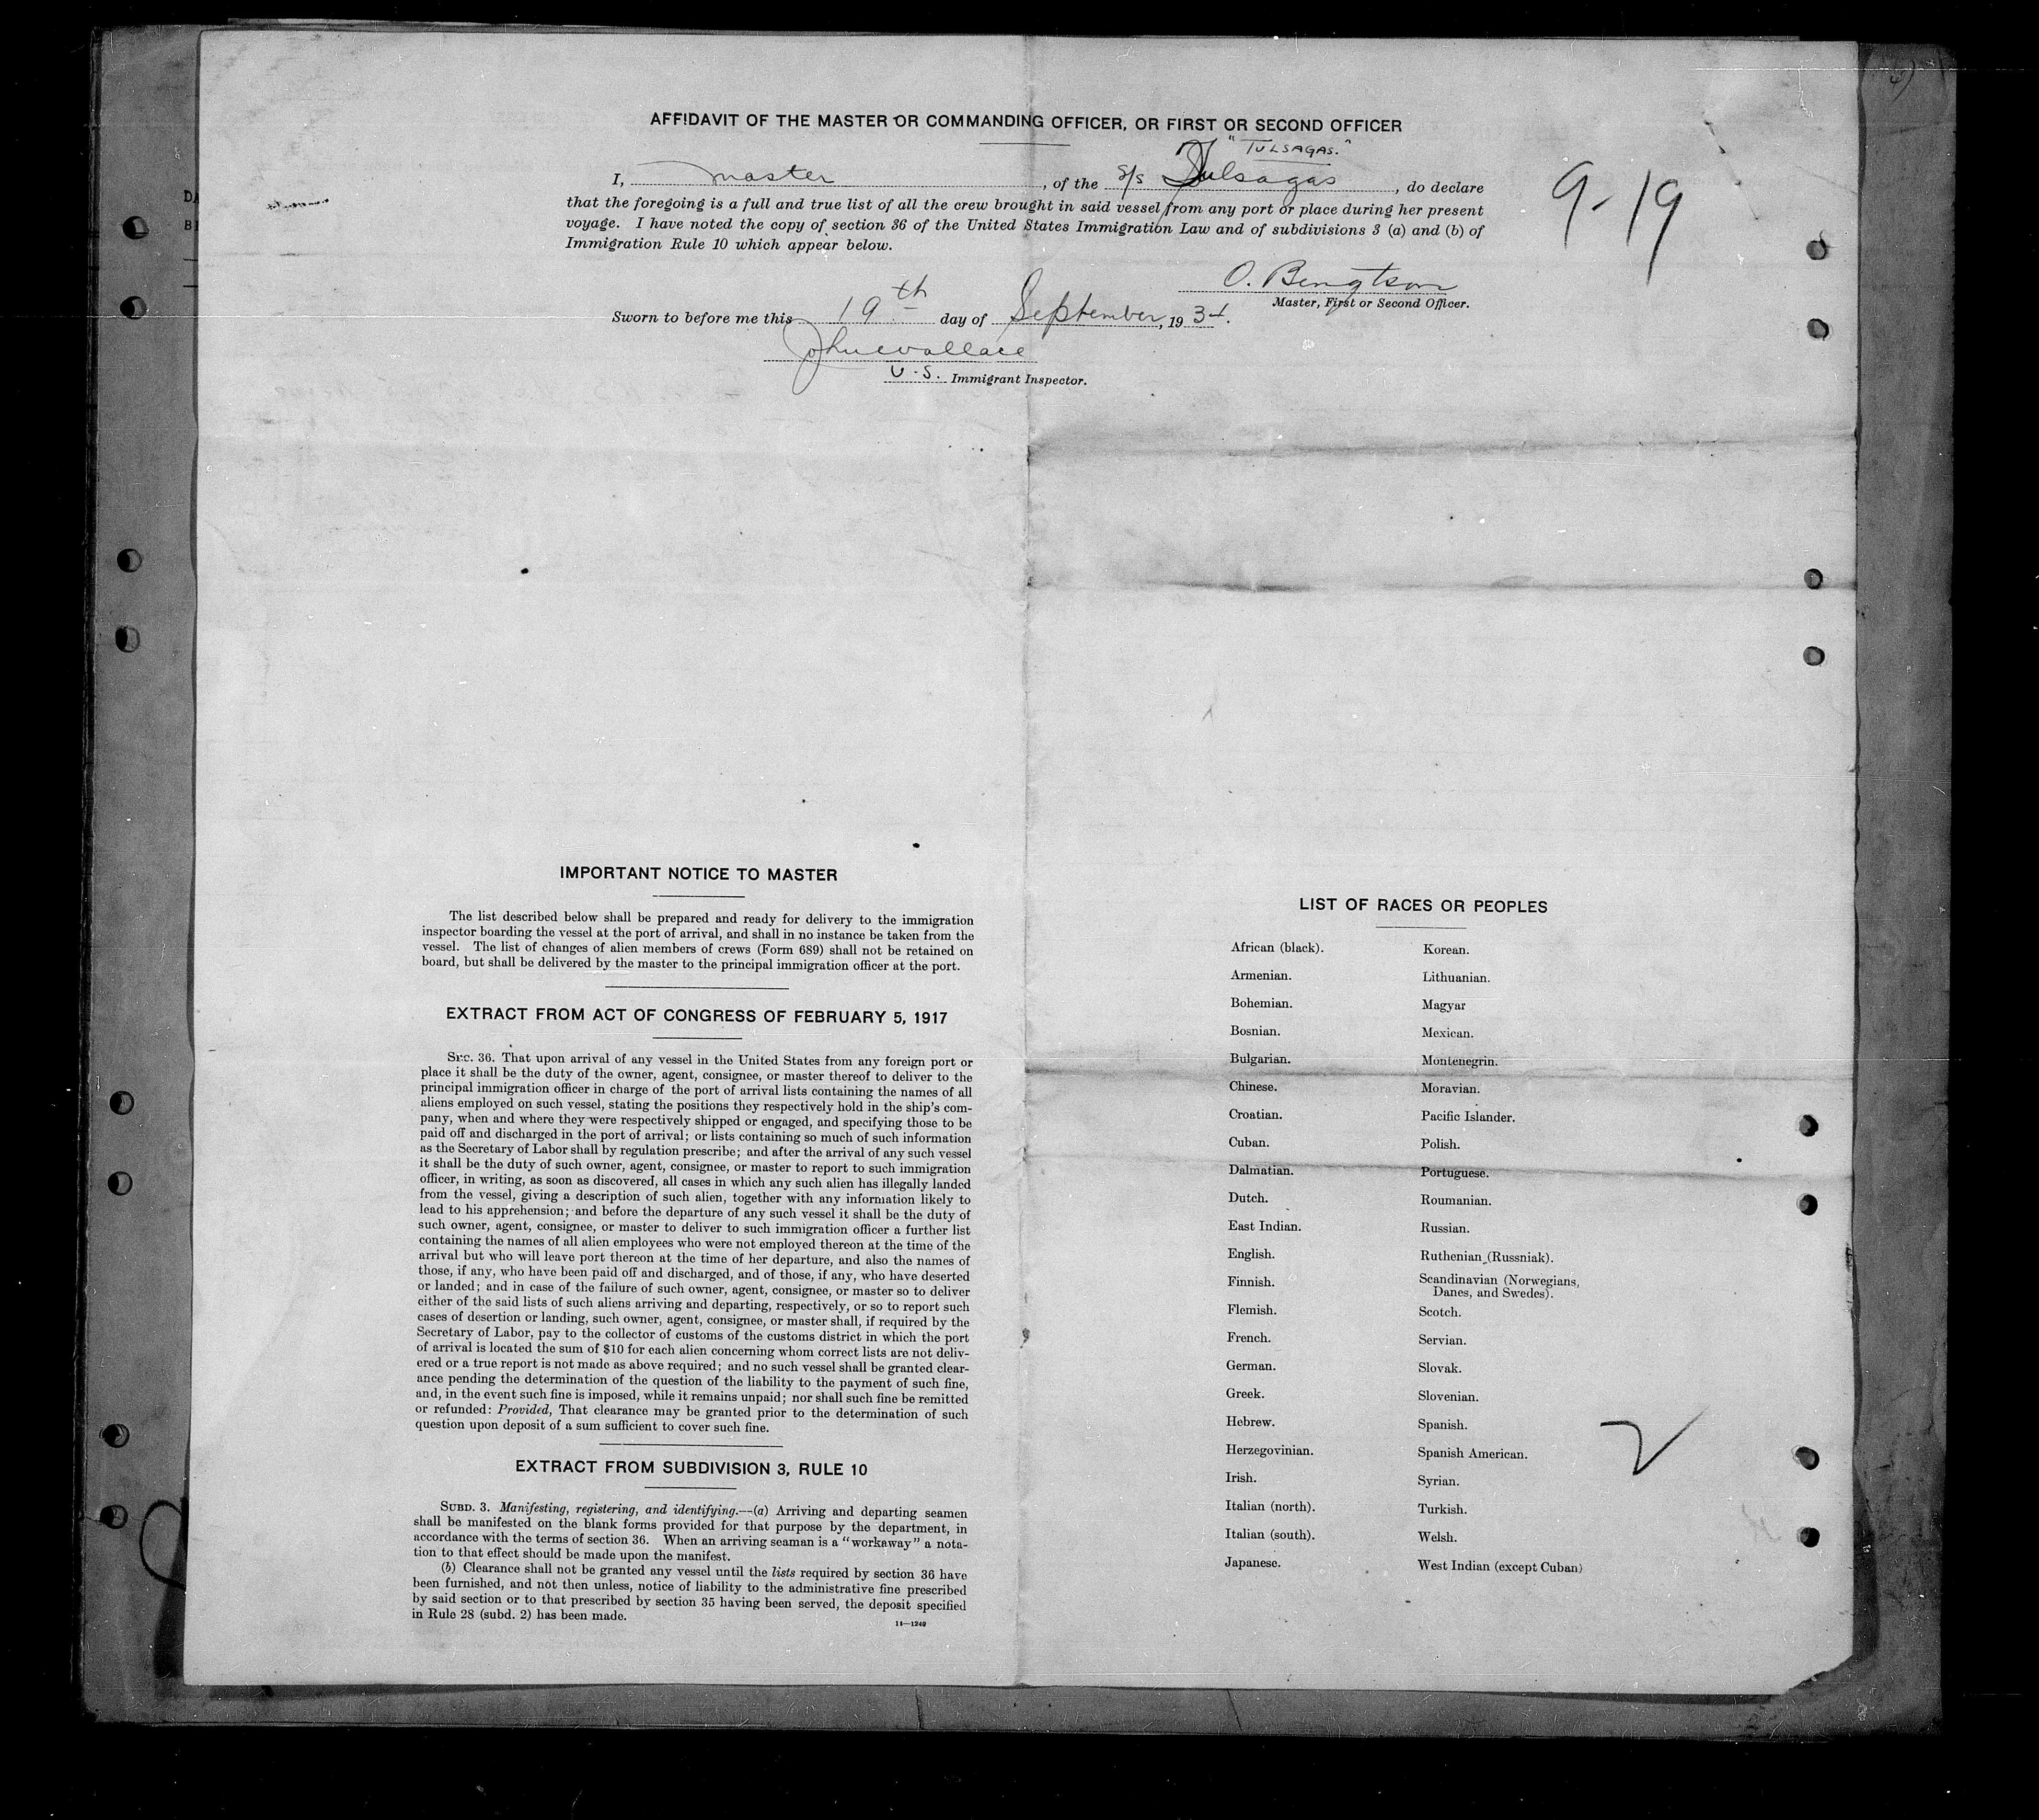 AFFIDAVIT OF THE MASTER OR COMMANDING OFFICER, OR FIRST OR SECOND OFFICER
"TULSAGAS."
I, master, of the S/S Tulsagas, do declare
that the foregoing is a full and true list of all the crew brought in said vessel from any port or place during her present
voyage. I have noted the copy of section 36 of the United States Immigration Law and of subdivisions 3 (a) and (b) of
Immigration Rule 10 which appear below.
9-19
O. Bengtson
Master, First or Second Officer.
Sworn to before me this 19th day of September, 1934.
John Wallace
U.S. Immigrant Inspector.
IMPORTANT NOTICE TO MASTER
The list described below shall be prepared and ready for delivery to the immigration
inspector boarding the vessel at the port of arrival, and shall in no instance be taken from the
vessel. The list of changes of alien members of crews (Form 689) shall not be retained on
board, but shall be delivered by the master to the principal immigration officer at the port.
EXTRACT FROM ACT OF CONGRESS OF FEBRUARY 5, 1917
SEC. 36. That upon arrival of any vessel in the United States from any foreign port or
place it shall be the duty of the owner, agent, consignee, or master thereof to deliver to the
principal immigration officer in charge of the port of arrival lists containing the names of all
aliens employed on such vessel, stating the positions they respectively hold in the ship's com-
pany, when and where they were respectively shipped or engaged, and specifying those to be
paid off and discharged in the port of arrival; or lists containing so much of such information
as the Secretary of Labor shall by regulation prescribe; and after the arrival of any such vessel
it shall be the duty of such owner, agent, consignee, or master to report to such immigration
officer, in writing, as soon as discovered, all cases in which any such alien has illegally landed
from the vessel, giving a description of such alien, together with any information likely to
lead to his apprehension; and before the departure of any such vessel it shall be the duty of
such owner, agent, consignee, or master to deliver to such immigration officer a further list
containing the names of all alien employees who were not employed thereon at the time of the
arrival but who will leave port thereon at the time of her departure, and also the names of
those, if any, who have been paid off and discharged, and of those, if any, who have deserted
or landed; and in case of the failure of such owner, agent, consignee, or master so to deliver
either of the said lists of such aliens arriving and departing, respectively, or so to report such
cases of desertion or landing, such owner, agent, consignee, or master shall, if required by the
Secretary of Labor, pay to the collector of customs of the customs district in which the port
of arrival is located the sum of $10 for each alien concerning whom correct lists are not deliv-
ered or a true report is not made as above required; and no such vessel shall be granted clear-
ance pending the determination of the question of the liability to the payment of such fine,
and, in the event such fine is imposed, while it remains unpaid; nor shall such fine be remitted
or refunded: Provided, That clearance may be granted prior to the determination of such
question upon deposit of a sum sufficient to cover such fine.
EXTRACT FROM SUBDIVISION 3, RULE 10
SUBD. 3. Manifesting, registering, and identifying.—(a) Arriving and departing seamen
shall be manifested on the blank forms provided for that purpose by the department, in
accordance with the terms of section 36. When an arriving seaman is a "workaway" a nota-
tion to that effect should be made upon the manifest.
(b) Clearance shall not be granted any vessel until the lists required by section 36 have
been furnished, and not then unless, notice of liability to the administrative fine prescribed
by said section or to that prescribed by section 35 having been served, the deposit specified
in Rule 28 (subd. 2) has been made.
14—1240
LIST OF RACES OR PEOPLES
African (black).
Armenian.
Bohemian.
Bosnian.
Bulgarian.
Chinese.
Croatian.
Cuban.
Dalmatian.
Dutch.
East Indian.
English.
Finnish.
Flemish.
French.
German.
Greek.
Hebrew.
Herzegovinian.
Irish.
Italian (north).
Italian (south).
Japanese.
Korean.
Lithuanian.
Magyar
Mexican.
Montenegrin.
Moravian.
Pacific Islander.
Polish.
Portuguese.
Roumanian.
Russian.
Ruthenian (Russniak).
Scandinavian (Norwegians,
Danes, and Swedes).
Scotch.
Servian.
Slovak.
Slovenian.
Spanish.
Spanish American.
Syrian.
Turkish.
Welsh.
West Indian (except Cuban)